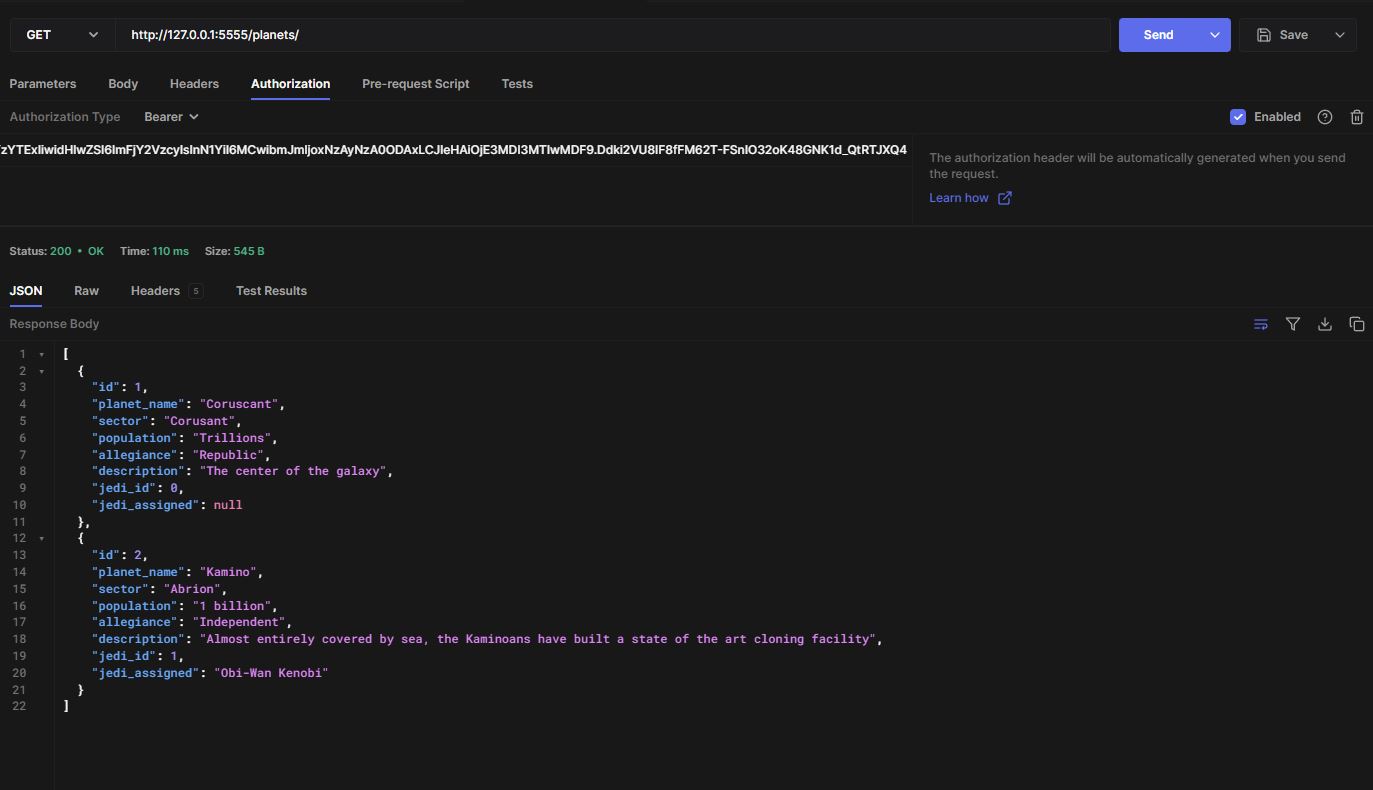 GET http://127.0.0.1:5555/planets/ Send Save
Parameters Body Headers Authorization Pre-request Script Tests
Authorization Type Bearer Enabled
The authorization header will be automatically generated when you send
the request.
Learn how
Status: 200 • OK Time: 110 ms Size: 545 B
JSON Raw Headers 5 Test Results
Response Body
1 [
2 {
3 "id": 1,
4 "planet_name": "Coruscant",
5 "sector": "Corusant",
6 "population": "Trillions",
7 "allegiance": "Republic",
8 "description": "The center of the galaxy",
9 "jedi_id": 0,
10 "jedi_assigned": null
11 },
12 {
13 "id": 2,
14 "planet_name": "Kamino",
15 "sector": "Abrion",
16 "population": "1 billion",
17 "allegiance": "Independent",
18 "description": "Almost entirely covered by sea, the Kaminoans have built a state of the art cloning facility",
19 "jedi_id": 1,
20 "jedi_assigned": "Obi-Wan Kenobi"
21 }
22 ]